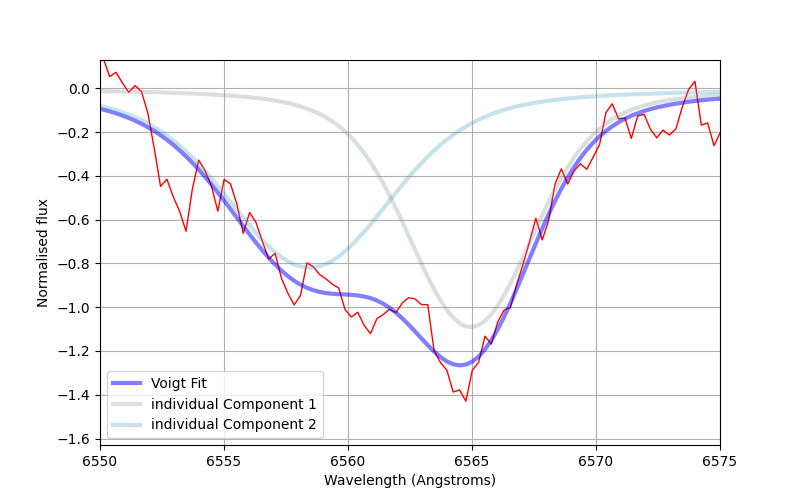 0.0
−0.2
−0.4
−0.6
−0.8
−1.0
−1.2
−1.4
−1.6
Normalised flux
Voigt Fit
individual Component 1
individual Component 2
6550 6555 6560 6565 6570 6575
Wavelength (Angstroms)